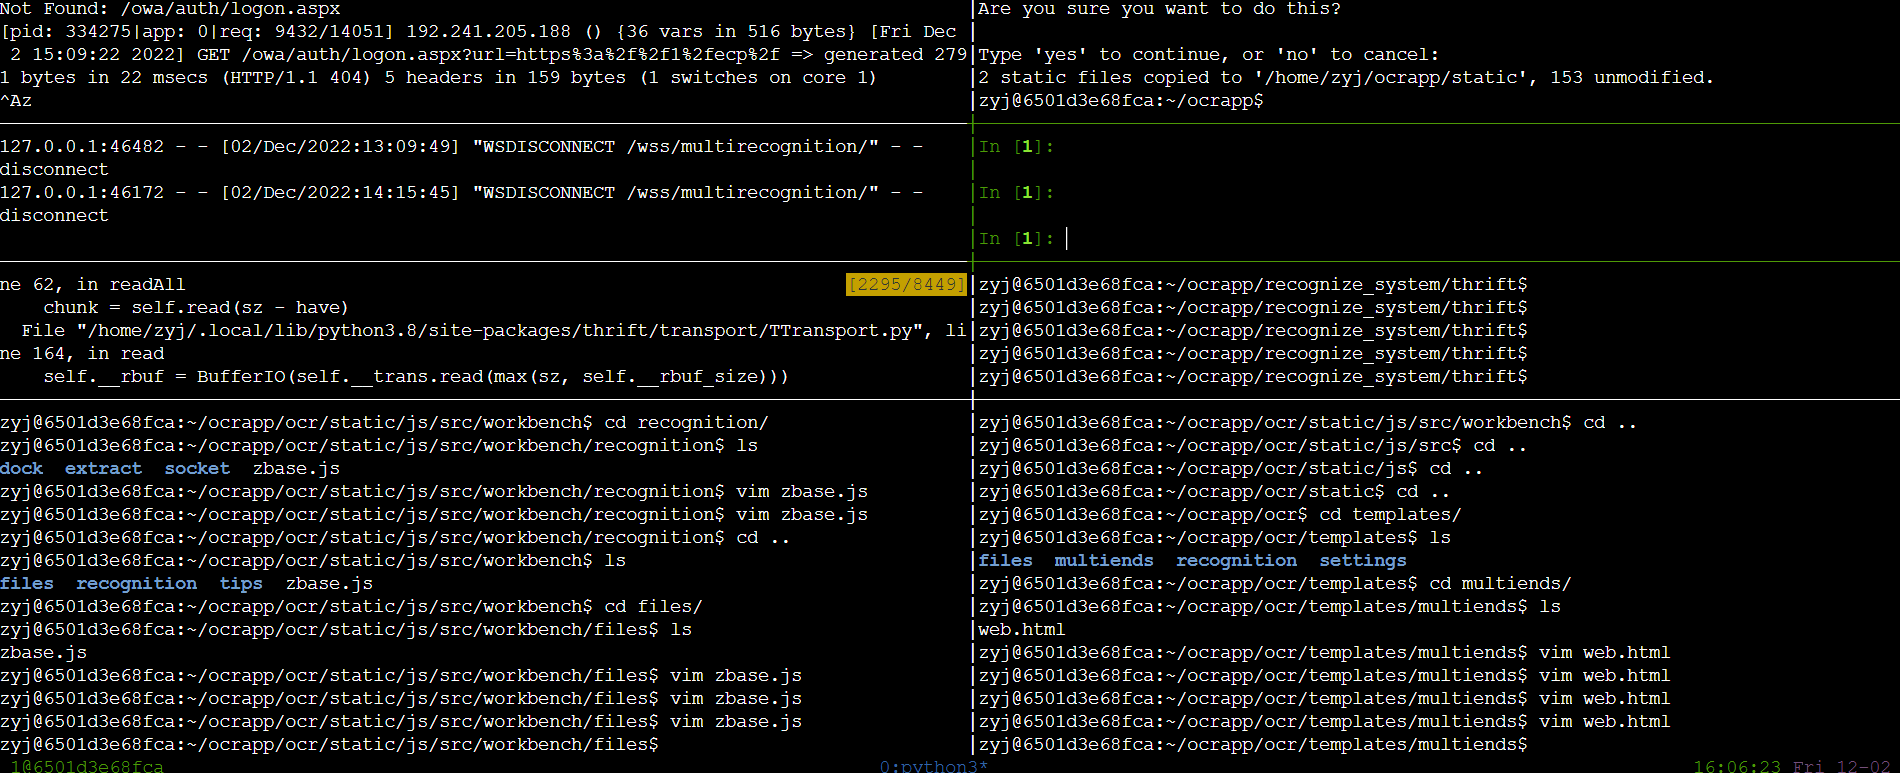 Not Found: /owa/auth/logon.aspx
[pid: 334275|app: 0|req: 9432/14051] 192.241.205.188 () {36 vars in 516 bytes} [Fri Dec
 2 15:09:22 2022] GET /owa/auth/logon.aspx?url=https%3a%2f%2f1%2fecp%2f => generated 279
1 bytes in 22 msecs (HTTP/1.1 404) 5 headers in 159 bytes (1 switches on core 1)
^Az
Are you sure you want to do this?
Type 'yes' to continue, or 'no' to cancel:
2 static files copied to '/home/zyj/ocrapp/static', 153 unmodified.
zyj@6501d3e68fca:~/ocrapp$
127.0.0.1:46482 - - [02/Dec/2022:13:09:49] "WSDISCONNECT /wss/multirecognition/" - -
disconnect
127.0.0.1:46172 - - [02/Dec/2022:14:15:45] "WSDISCONNECT /wss/multirecognition/" - -
disconnect
In [1]:
In [1]:
In [1]:
ne 62, in readAll [2295/8449]
    chunk = self.read(sz - have)
  File "/home/zyj/.local/lib/python3.8/site-packages/thrift/transport/TTransport.py", li
ne 164, in read
    self.__rbuf = BufferIO(self.__trans.read(max(sz, self.__rbuf_size)))
zyj@6501d3e68fca:~/ocrapp/recognize_system/thrift$
zyj@6501d3e68fca:~/ocrapp/recognize_system/thrift$
zyj@6501d3e68fca:~/ocrapp/recognize_system/thrift$
zyj@6501d3e68fca:~/ocrapp/recognize_system/thrift$
zyj@6501d3e68fca:~/ocrapp/recognize_system/thrift$
zyj@6501d3e68fca:~/ocrapp/ocr/static/js/src/workbench$ cd recognition/
zyj@6501d3e68fca:~/ocrapp/ocr/static/js/src/workbench/recognition$ ls
dock  extract  socket  zbase.js
zyj@6501d3e68fca:~/ocrapp/ocr/static/js/src/workbench/recognition$ vim zbase.js
zyj@6501d3e68fca:~/ocrapp/ocr/static/js/src/workbench/recognition$ vim zbase.js
zyj@6501d3e68fca:~/ocrapp/ocr/static/js/src/workbench/recognition$ cd ..
zyj@6501d3e68fca:~/ocrapp/ocr/static/js/src/workbench$ ls
files  recognition  tips  zbase.js
zyj@6501d3e68fca:~/ocrapp/ocr/static/js/src/workbench$ cd files/
zyj@6501d3e68fca:~/ocrapp/ocr/static/js/src/workbench/files$ ls
zbase.js
zyj@6501d3e68fca:~/ocrapp/ocr/static/js/src/workbench/files$ vim zbase.js
zyj@6501d3e68fca:~/ocrapp/ocr/static/js/src/workbench/files$ vim zbase.js
zyj@6501d3e68fca:~/ocrapp/ocr/static/js/src/workbench/files$ vim zbase.js
zyj@6501d3e68fca:~/ocrapp/ocr/static/js/src/workbench/files$
zyj@6501d3e68fca:~/ocrapp/ocr/static/js/src/workbench$ cd ..
zyj@6501d3e68fca:~/ocrapp/ocr/static/js/src$ cd ..
zyj@6501d3e68fca:~/ocrapp/ocr/static/js$ cd ..
zyj@6501d3e68fca:~/ocrapp/ocr/static$ cd ..
zyj@6501d3e68fca:~/ocrapp/ocr$ cd templates/
zyj@6501d3e68fca:~/ocrapp/ocr/templates$ ls
files  multiends  recognition  settings
zyj@6501d3e68fca:~/ocrapp/ocr/templates$ cd multiends/
zyj@6501d3e68fca:~/ocrapp/ocr/templates/multiends$ ls
web.html
zyj@6501d3e68fca:~/ocrapp/ocr/templates/multiends$ vim web.html
zyj@6501d3e68fca:~/ocrapp/ocr/templates/multiends$ vim web.html
zyj@6501d3e68fca:~/ocrapp/ocr/templates/multiends$ vim web.html
zyj@6501d3e68fca:~/ocrapp/ocr/templates/multiends$ vim web.html
zyj@6501d3e68fca:~/ocrapp/ocr/templates/multiends$
1@6501d3e68fca 0:python3* 16:06:23 Fri 12-02